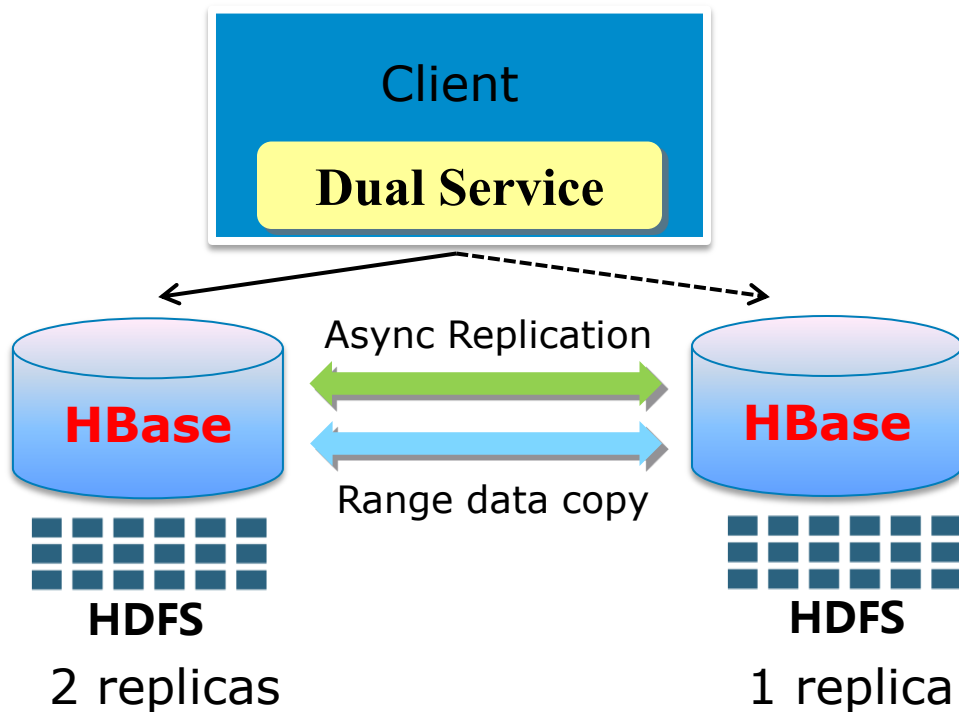 Client
Dual Service
Async Replication
HBase
HBase
Range data copy
HDFS
HDFS
2 replicas
1 replica